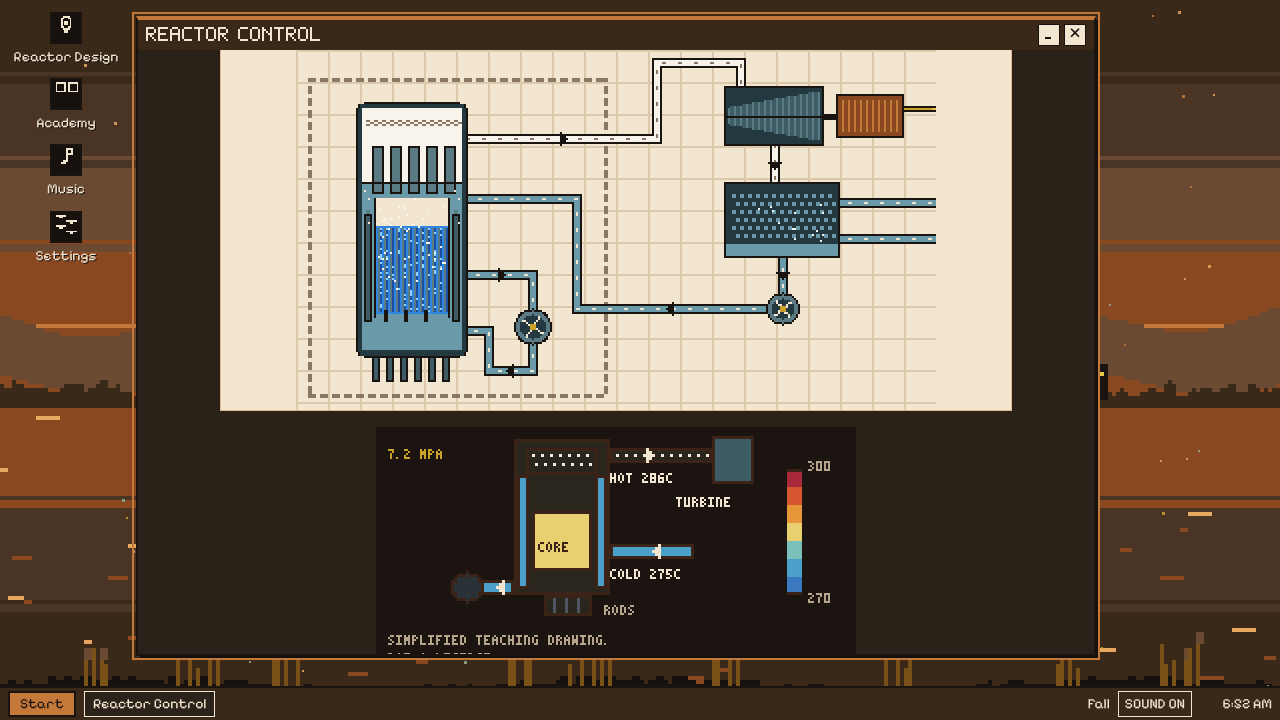 REACTOR CONTROL
Reactor Design
Academy
Music
Settings
7.2 MPA
300
HOT 286C
TURBINE
CORE
COLD 275C
270
RODS
SIMPLIFIED TEACHING DRAWING.
Start
Reactor Control
Fall
SOUND ON
6:52 AM